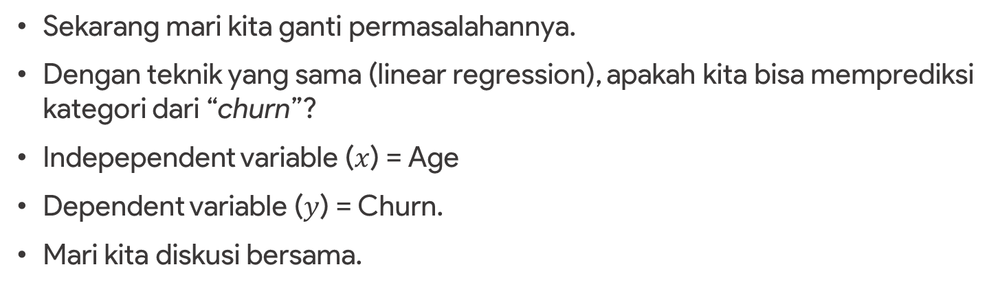 • Sekarang mari kita ganti permasalahannya.
• Dengan teknik yang sama (linear regression), apakah kita bisa memprediksi
kategori dari “churn”?
• Indepependent variable (x) = Age
• Dependent variable (y) = Churn.
• Mari kita diskusi bersama.